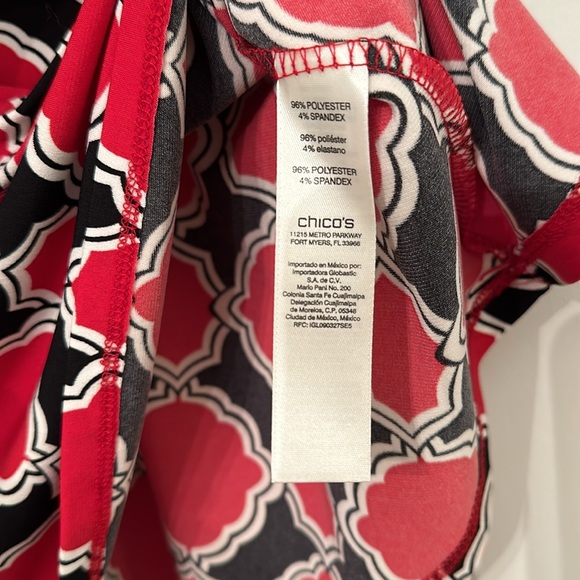 96% POLYESTER
4% SPANDEX
96% poliéster
4% elastano
96% POLYESTER
4% SPANDEX
chico's
11215 METRO PARKWAY
FORT MYERS, FL 33966
Importado en México por:
Importadora Globastic
S.A. de C.V.
Mario Pani No. 200
Colonia Santa Fe Cuajimalpa
Delegación Cuajimalpa
de Morelos, C.P. 05348
Ciudad de México, México
RFC: IGL090327SE5